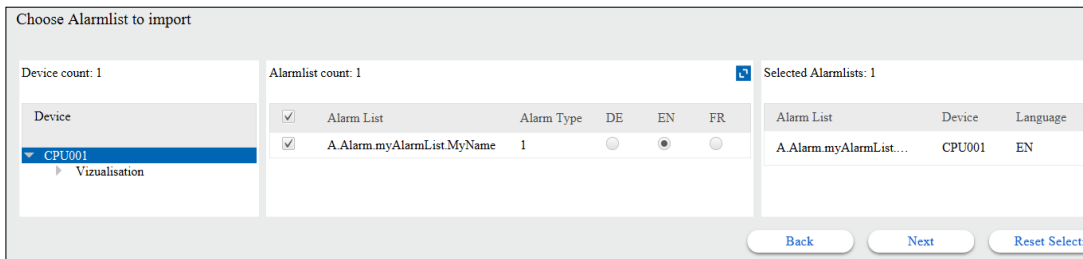 Choose Alarmlist to import
Device count: 1
Device
CPU001
Vizualisation
Alarmlist count: 1
Alarm List Alarm Type DE EN FR
A.Alarm.myAlarmList.MyName 1
Selected Alarmlists: 1
Alarm List Device Language
A.Alarm.myAlarmList.... CPU001 EN
Back Next Reset Select